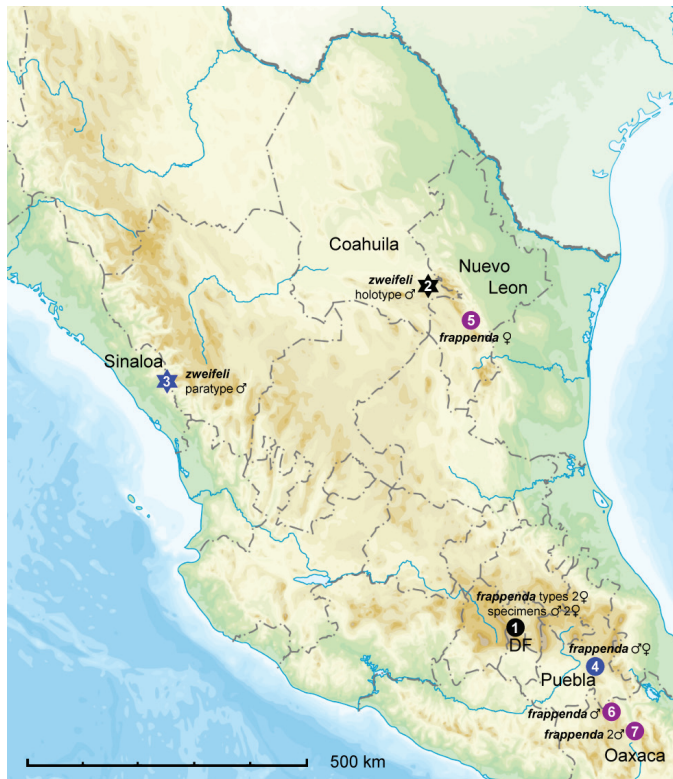 Coahuila
Nuevo
Leon
zweifeli
holotype ♂
2
5
frappenda ♀
Sinaloa
3
zweifeli
paratype ♂
frappenda types 2♀
specimens ♂ 2♀
1
DF
frappenda ♂♀
4
Puebla
frappenda ♂ 6
frappenda 2♂ 7
Oaxaca
500 km